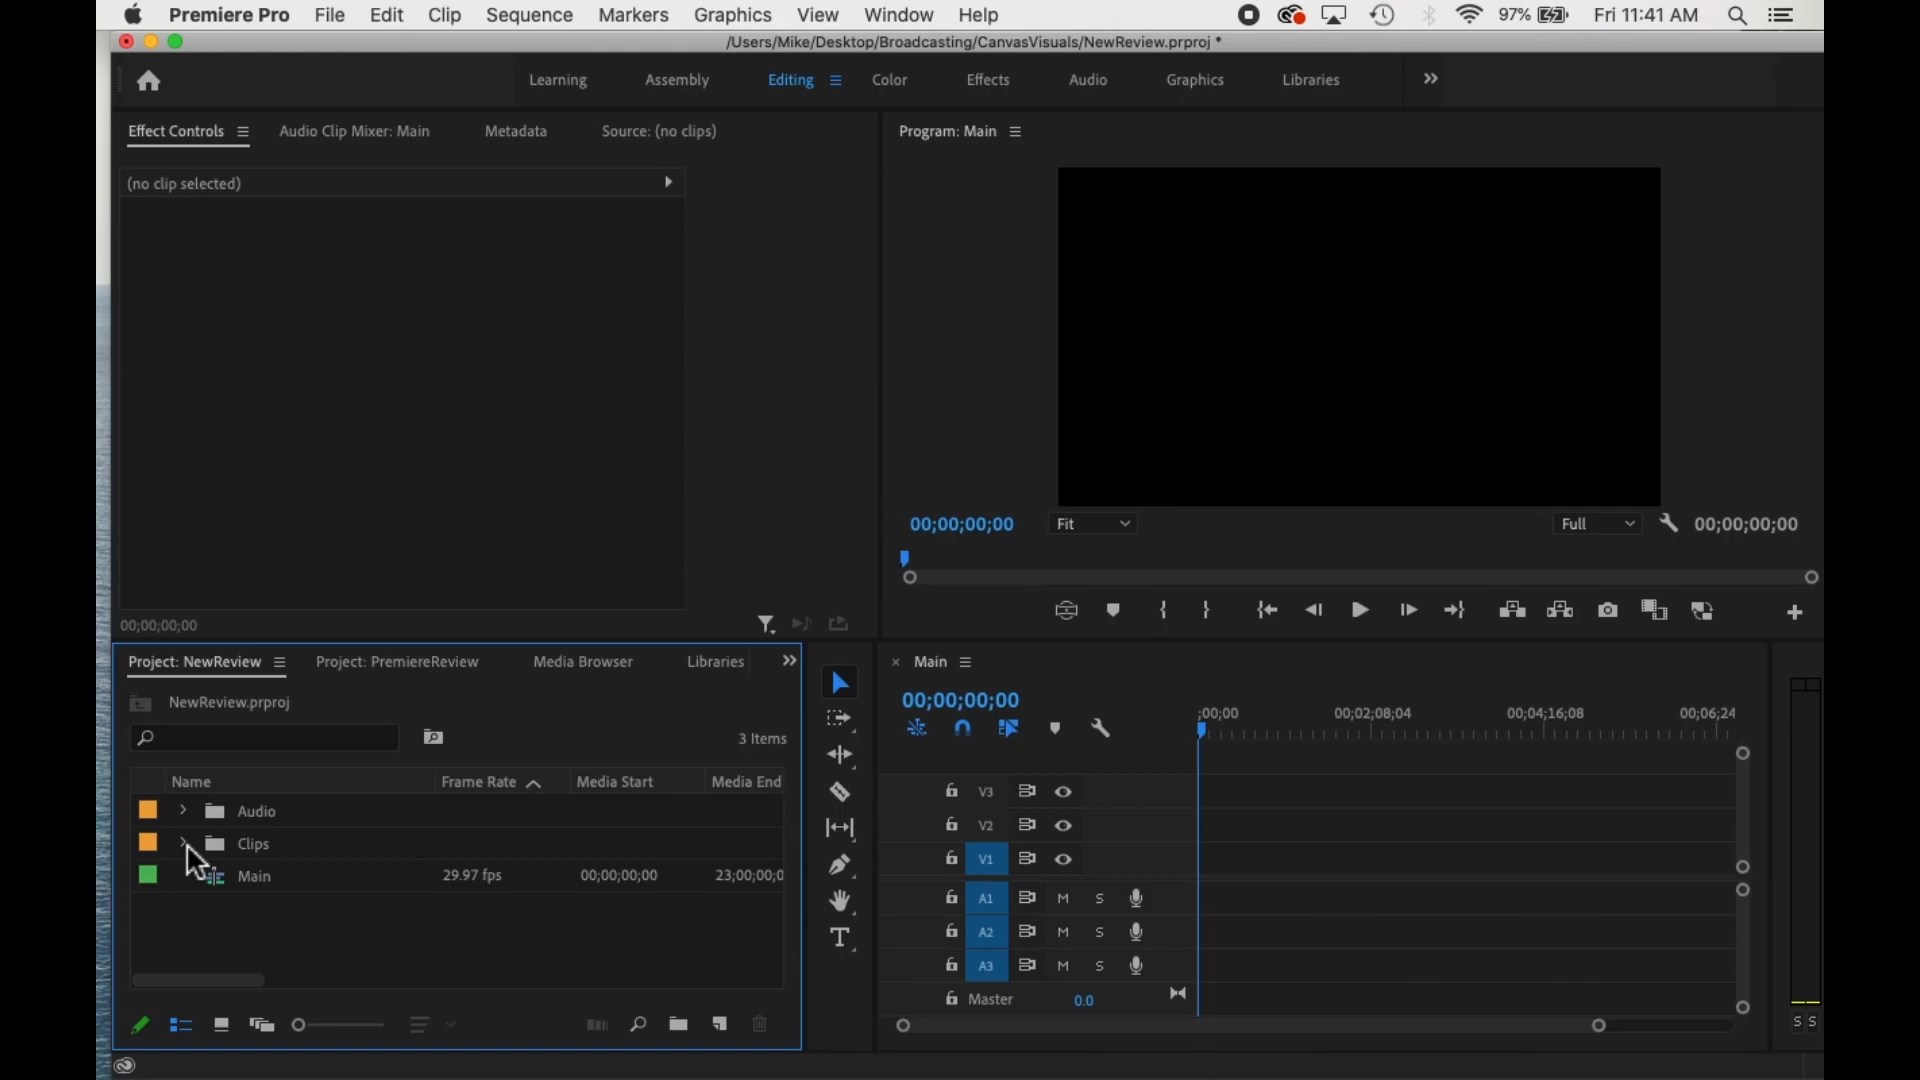 Premiere Pro File Edit Clip Sequence Markers Graphics View Window Help 97% Fri 11:41 AM
/Users/Mike/Desktop/Broadcasting/CanvasVisuals/NewReview.prproj *
Learning Assembly Editing Color Effects Audio Graphics Libraries
Effect Controls Audio Clip Mixer: Main Metadata Source: (no clips)
(no clip selected)
00;00;00;00
Program: Main
00;00;00;00 Fit Full 00;00;00;00
Project: NewReview Project: PremiereReview Media Browser Libraries
NewReview.prproj
3 Items
Name Frame Rate Media Start Media End
Audio
Clips
Main 29.97 fps 00;00;00;00 23;00;00;0
Main
00;00;00;00
;00;00 00;02;08;04 00;04;16;08 00;06;24
V3
V2
V1
A1 M S
A2 M S
A3 M S
Master 0.0
S S